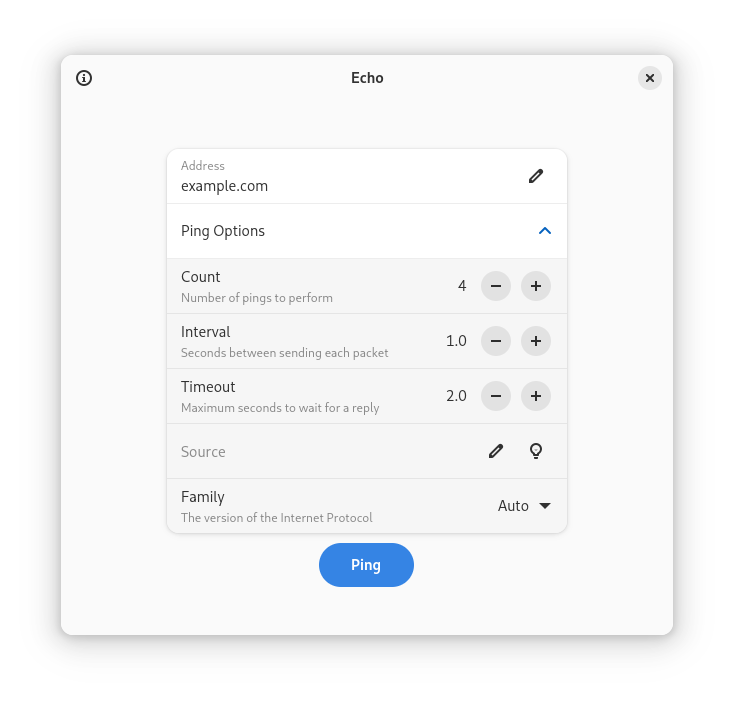 Echo
Address
example.com
Ping Options
Count
4
Number of pings to perform
Interval
1.0
Seconds between sending each packet
Timeout
2.0
Maximum seconds to wait for a reply
Source
Family
Auto
The version of the Internet Protocol
Ping